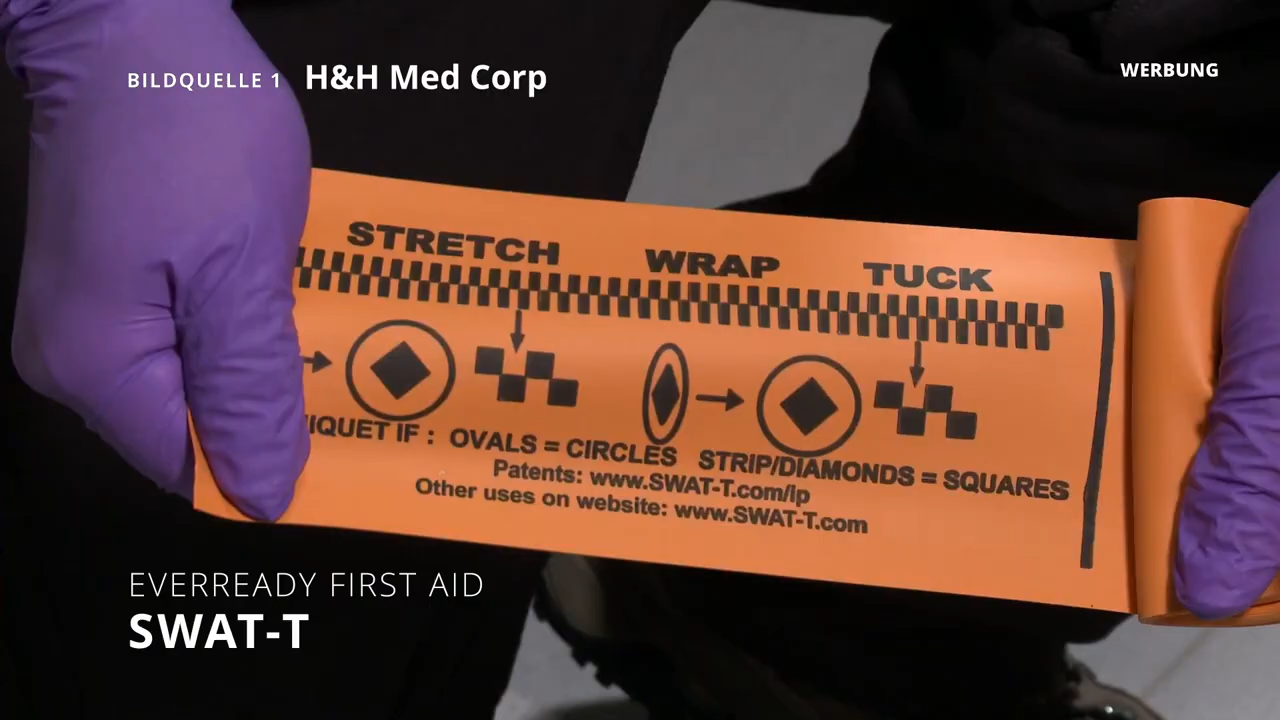 BILDQUELLE 1 H&H Med Corp
WERBUNG
STRETCH WRAP TUCK
IF : OVALS = CIRCLES STRIP/DIAMONDS = SQUARES
Patents: www.SWAT-T.com/ip
Other uses on website: www.SWAT-T.com
EVERREADY FIRST AID
SWAT-T